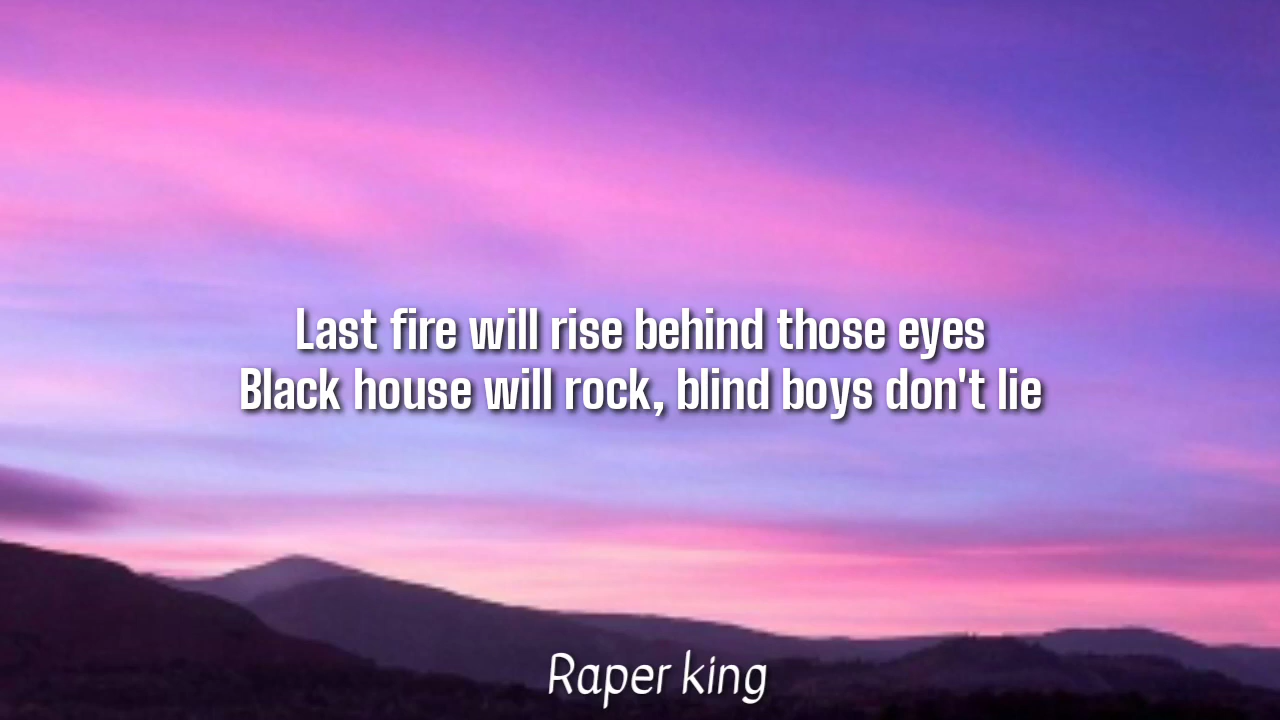 Last fire will rise behind those eyes
Black house will rock, blind boys don't lie
Raper king